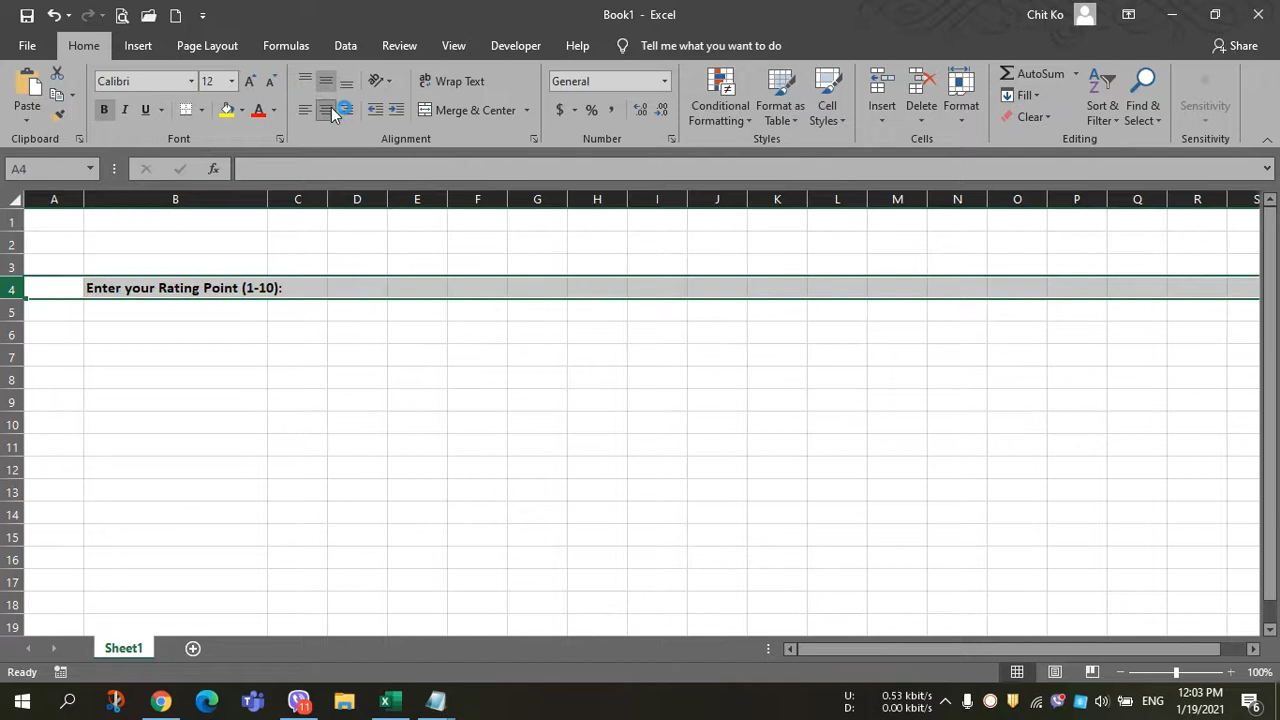 Book1 - Excel
Chit Ko
File Home Insert Page Layout Formulas Data Review View Developer Help Tell me what you want to do Share
Calibri 12
Wrap Text
General
AutoSum
Fill
Clear
Paste
B I U
A A
Merge & Center
$ % ,
Conditional Formatting
Format as Table
Cell Styles
Insert
Delete
Format
Sort & Filter
Find & Select
Sensitivity
Clipboard Font Alignment Number Styles Cells Editing Sensitivity
A4
fx
A B C D E F G H I J K L M N O P Q R S
1
2
3
4 Enter your Rating Point (1-10):
5
6
7
8
9
10
11
12
13
14
15
16
17
18
19
Sheet1
Ready
100%
11
U: 0.53 kbit/s
D: 0.00 kbit/s
ENG
12:03 PM
1/19/2021
6